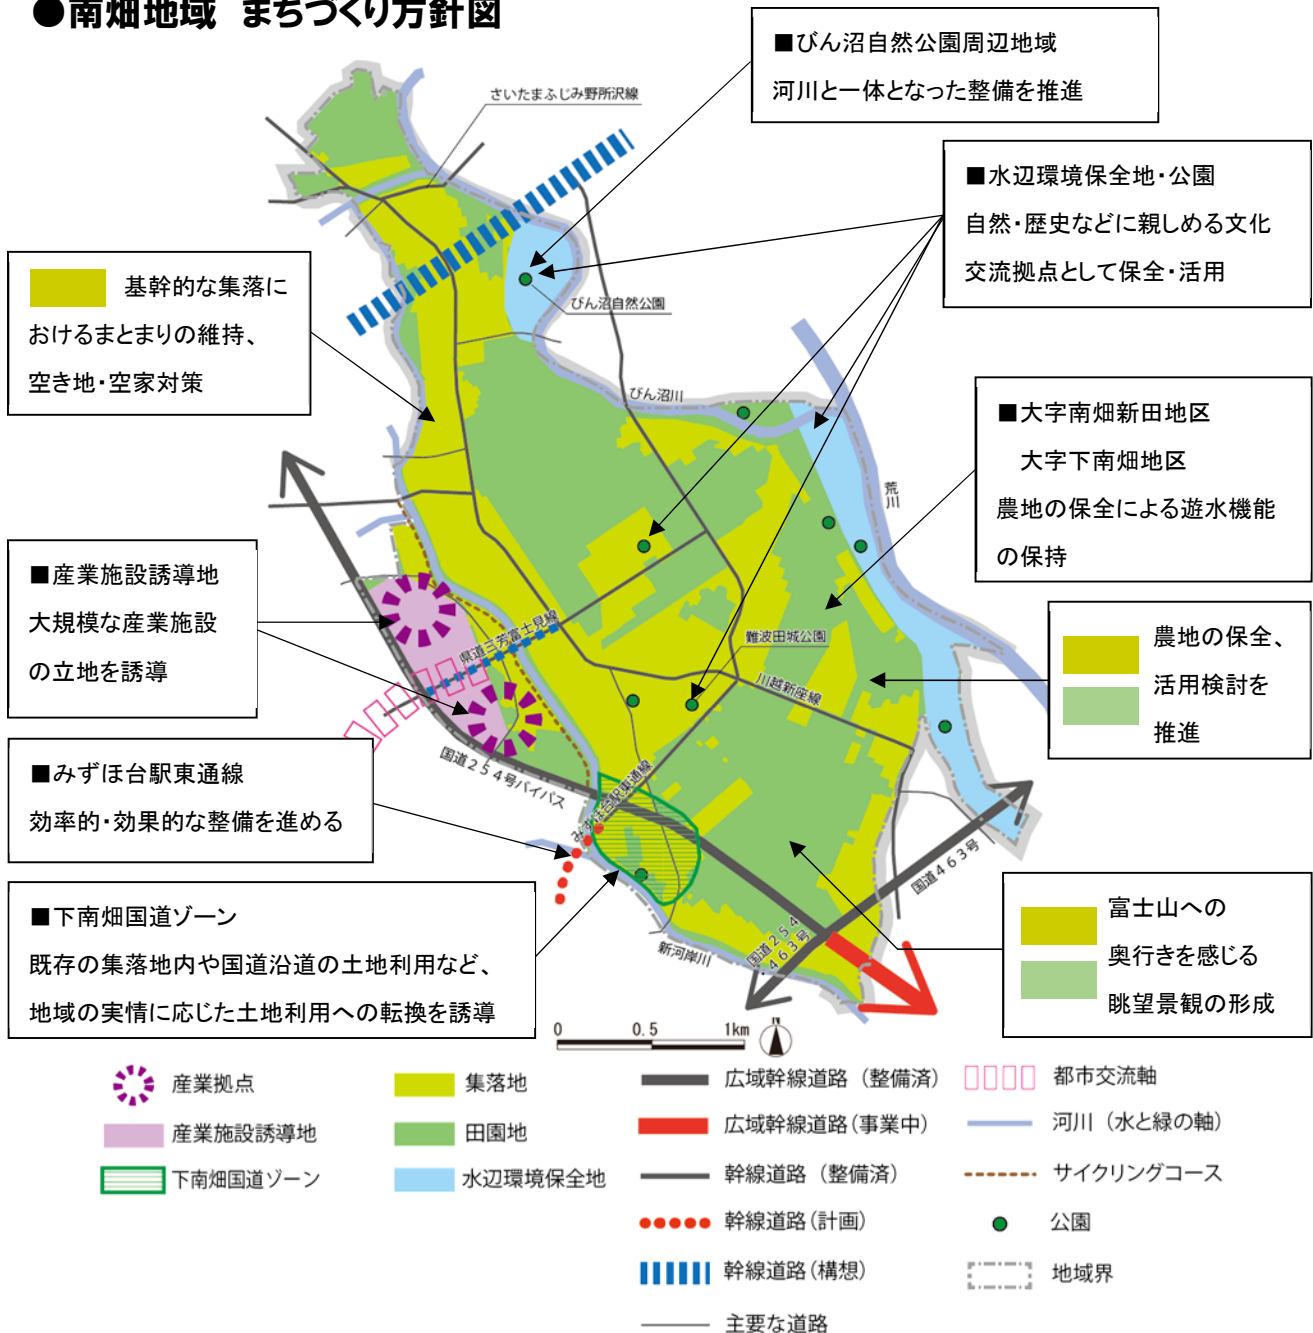 ●南畑地域 まちづくり方針図
■びん沼自然公園周辺地域
河川と一体となった整備を推進
さいたまふじみ野所沢線
■水辺環境保全地・公園
自然・歴史などに親しめる文化
交流拠点として保全・活用
基幹的な集落に
おけるまとまりの維持、
空き地・空家対策
びん沼自然公園
びん沼川
■大字南畑新田地区
大字下南畑地区
農地の保全による遊水機能
の保持
荒川
■産業施設誘導地
大規模な産業施設
の立地を誘導
県道三芳富士見線
難波田城公園
川越新座線
農地の保全、
活用検討を
推進
■みずほ台駅東通線
効率的・効果的な整備を進める
国道254号バイパス
みずほ台駅東通線
国道463号
■下南畑国道ゾーン
既存の集落地内や国道沿道の土地利用など、
地域の実情に応じた土地利用への転換を誘導
新河岸川
国道254
463号
富士山への
奥行きを感じる
眺望景観の形成
0 0.5 1km
N
産業拠点
集落地
広域幹線道路（整備済）
都市交流軸
産業施設誘導地
田園地
広域幹線道路（事業中）
河川（水と緑の軸）
下南畑国道ゾーン
水辺環境保全地
幹線道路（整備済）
サイクリングコース
幹線道路（計画）
公園
幹線道路（構想）
地域界
主要な道路